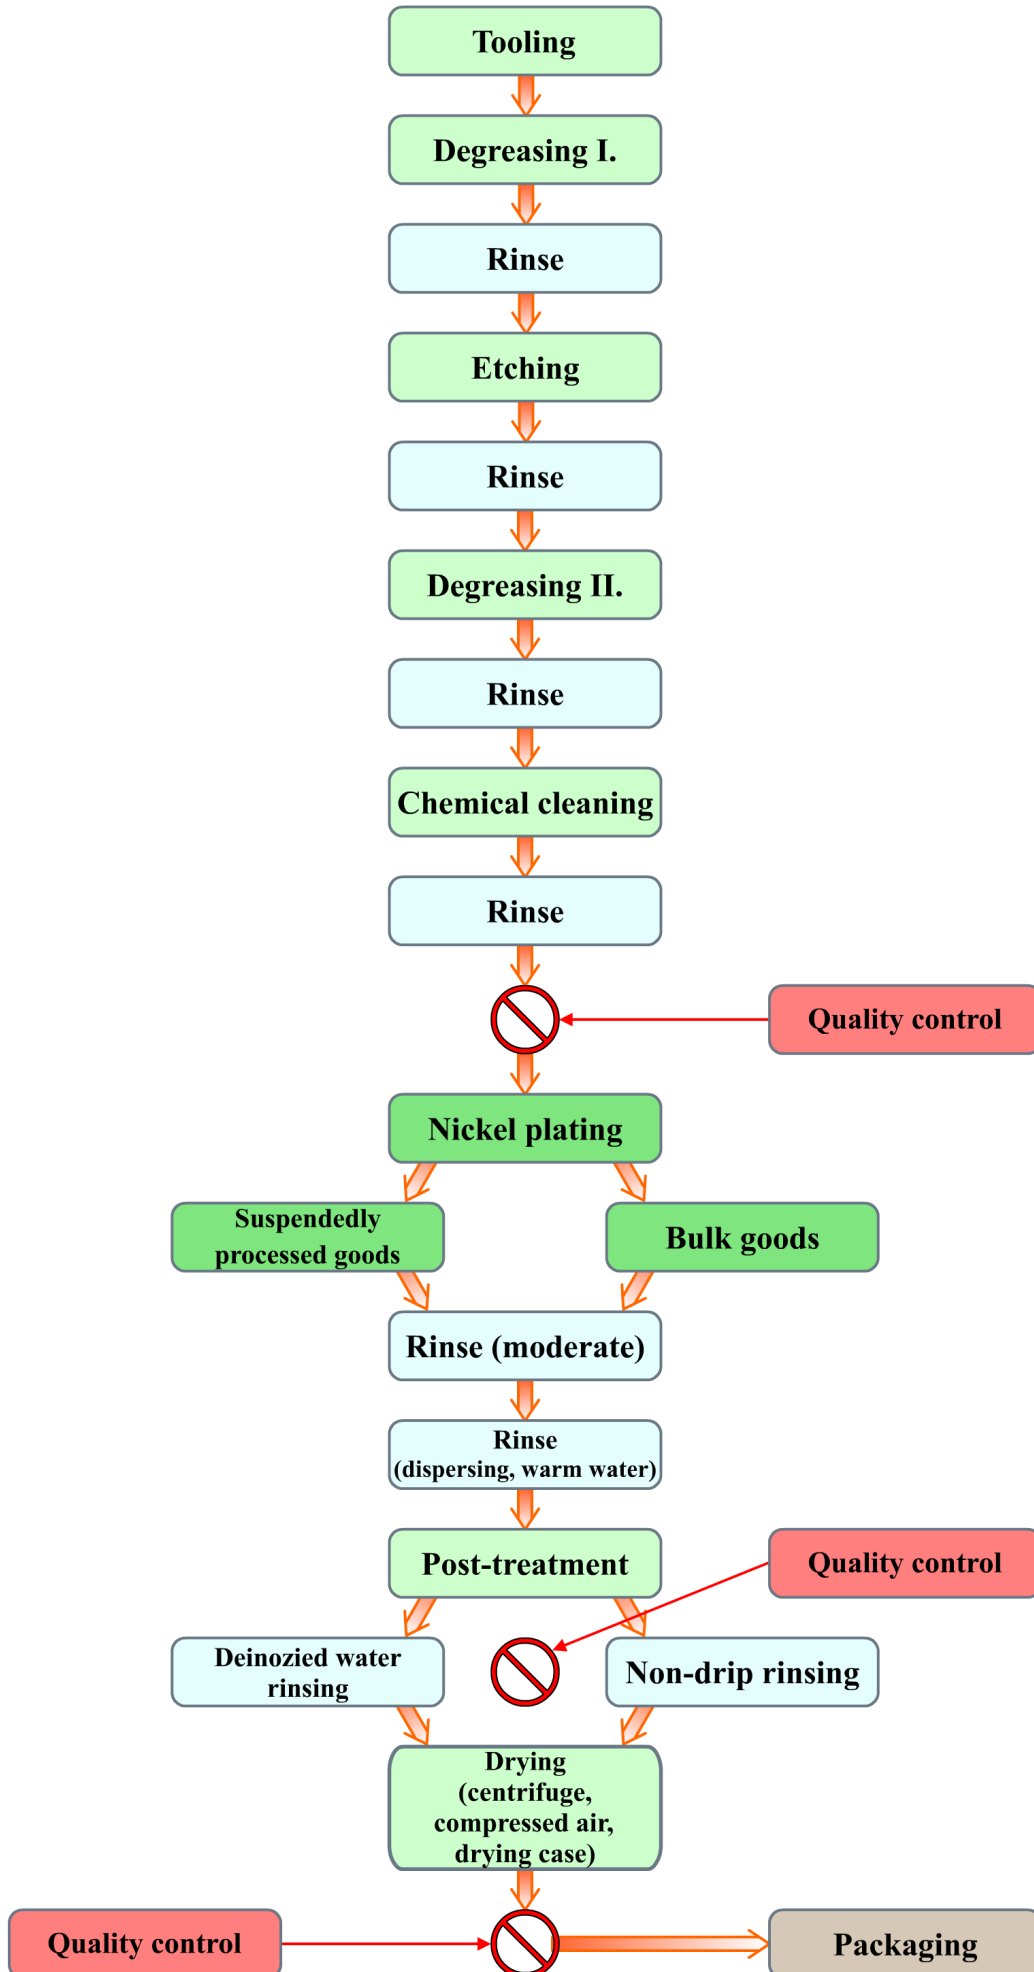 Tooling
Degreasing I.
Rinse
Etching
Rinse
Degreasing II.
Rinse
Chemical cleaning
Rinse
Quality control
Nickel plating
Suspendedly
processed goods
Bulk goods
Rinse (moderate)
Rinse
(dispersing, warm water)
Post-treatment
Quality control
Deinozied water
rinsing
Non-drip rinsing
Drying
(centrifuge,
compressed air,
drying case)
Quality control
Packaging